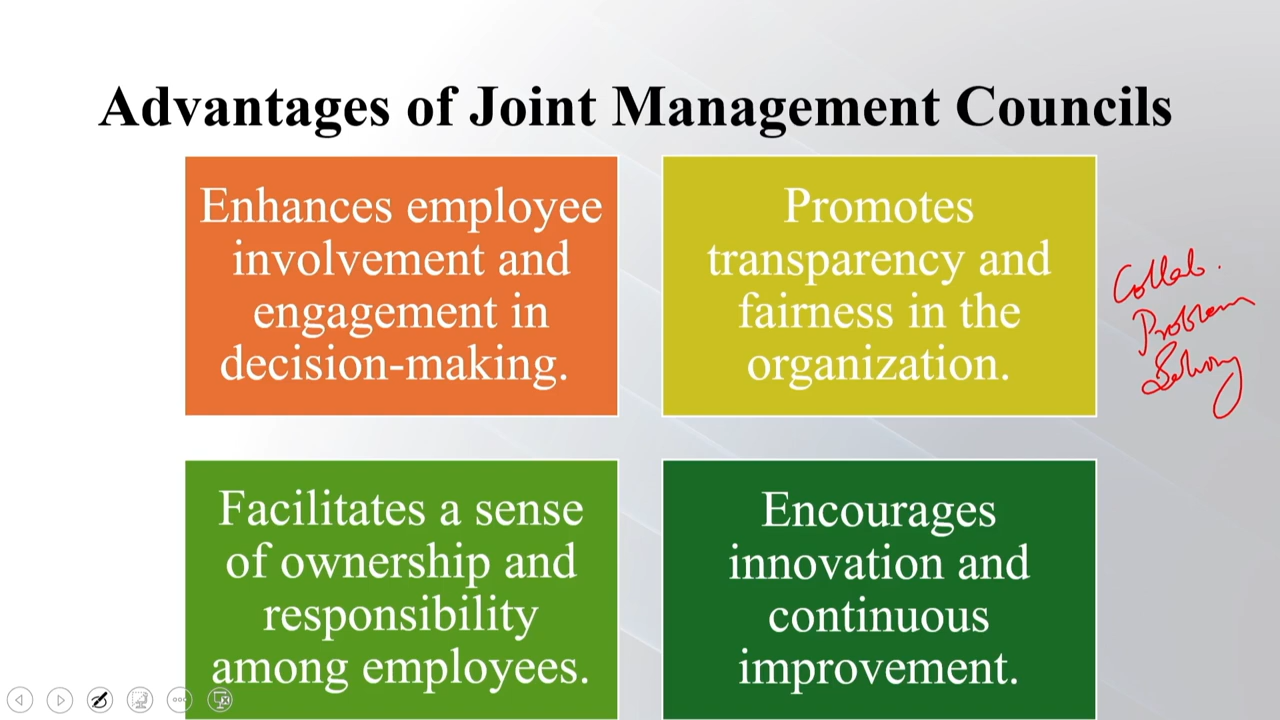 Advantages of Joint Management Councils
Enhances employee
involvement and
engagement in
decision-making.
Promotes
transparency and
fairness in the
organization.
Collab.
Problem
Facilitates a sense
of ownership and
responsibility
among employees.
Encourages
innovation and
continuous
improvement.